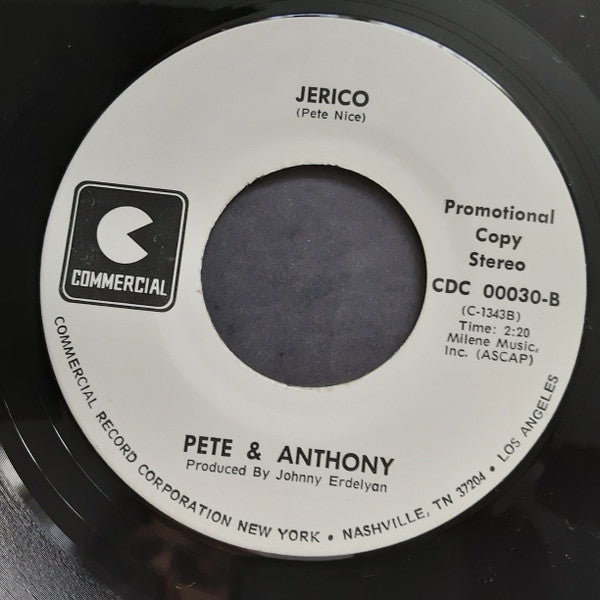 JERICO
(Pete Nice)
COMMERCIAL
Promotional
Copy
Stereo
CDC 00030-B
(C-1343B)
Time: 2:20
Milene Music,
Inc. (ASCAP)
PETE & ANTHONY
Produced By Johnny Erdelyan
COMMERCIAL RECORD CORPORATION NEW YORK • NASHVILLE, TN 37204 • LOS ANGELES